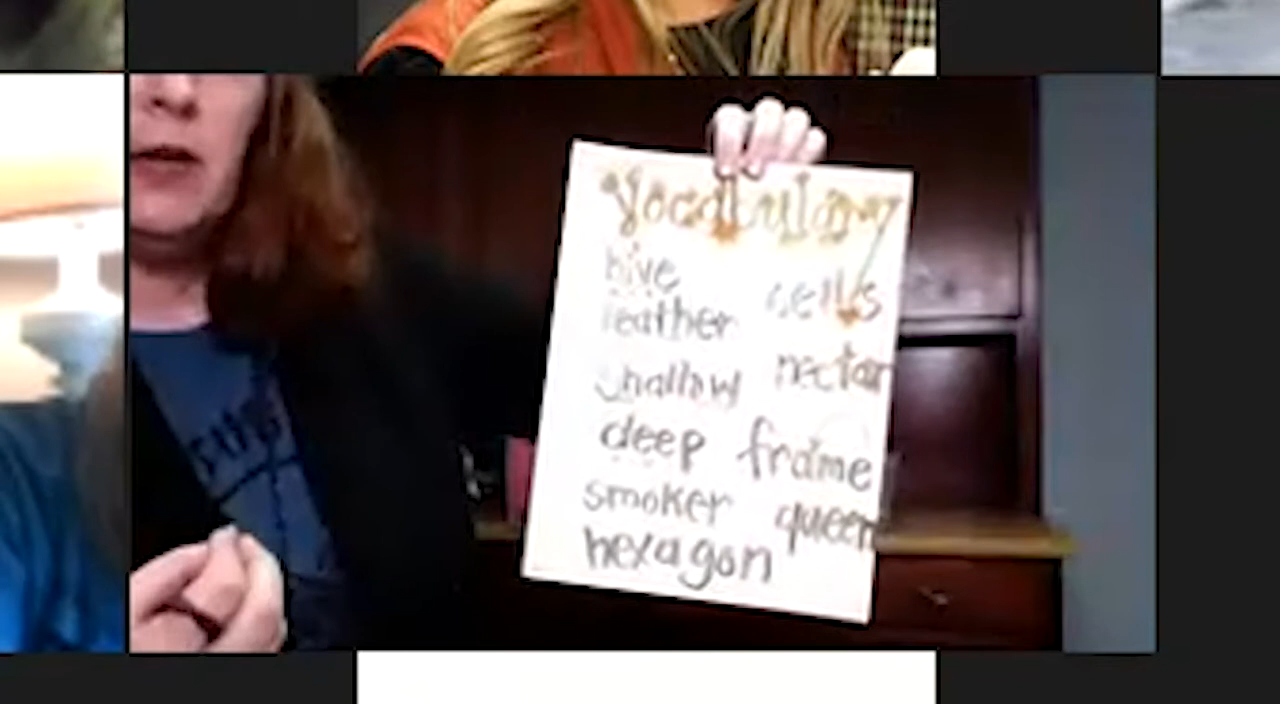 Vocabulary
hive cells
leather nectar
shallow
deep frame
smoker queen
hexagon